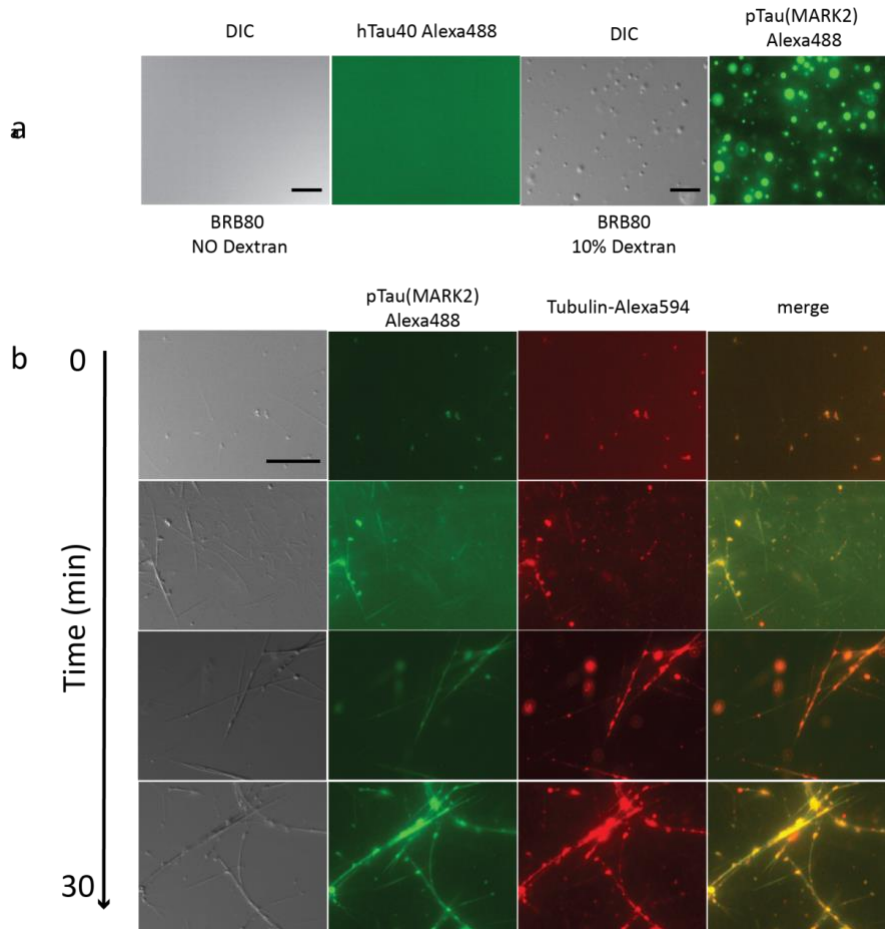 DIC
hTau40 Alexa488
DIC
pTau(MARK2)
Alexa488
a
BRB80
NO Dextran
BRB80
10% Dextran
pTau(MARK2)
Alexa488
Tubulin-Alexa594
merge
b
0
Time (min)
30